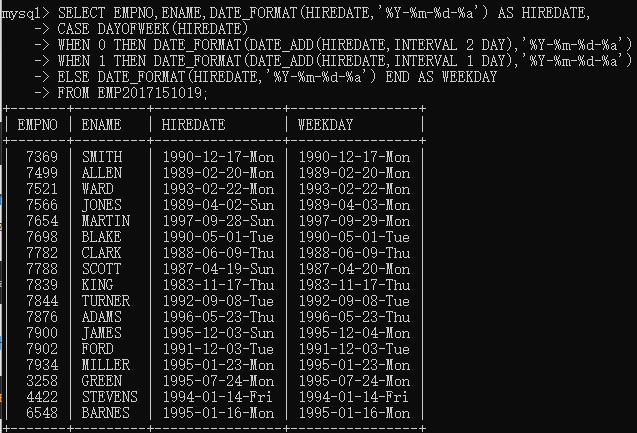 mysql> SELECT EMPNO,ENAME,DATE_FORMAT(HIREDATE,'%Y-%m-%d-%a') AS HIREDATE,
    -> CASE DAYOFWEEK(HIREDATE)
    -> WHEN 0 THEN DATE_FORMAT(DATE_ADD(HIREDATE,INTERVAL 2 DAY),'%Y-%m-%d-%a')
    -> WHEN 1 THEN DATE_FORMAT(DATE_ADD(HIREDATE,INTERVAL 1 DAY),'%Y-%m-%d-%a')
    -> ELSE DATE_FORMAT(HIREDATE,'%Y-%m-%d-%a') END AS WEEKDAY
    -> FROM EMP2017151019;
+-------+---------+----------------+----------------+
| EMPNO | ENAME   | HIREDATE       | WEEKDAY        |
+-------+---------+----------------+----------------+
|  7369 | SMITH   | 1990-12-17-Mon | 1990-12-17-Mon |
|  7499 | ALLEN   | 1989-02-20-Mon | 1989-02-20-Mon |
|  7521 | WARD    | 1993-02-22-Mon | 1993-02-22-Mon |
|  7566 | JONES   | 1989-04-02-Sun | 1989-04-03-Mon |
|  7654 | MARTIN  | 1997-09-28-Sun | 1997-09-29-Mon |
|  7698 | BLAKE   | 1990-05-01-Tue | 1990-05-01-Tue |
|  7782 | CLARK   | 1988-06-09-Thu | 1988-06-09-Thu |
|  7788 | SCOTT   | 1987-04-19-Sun | 1987-04-20-Mon |
|  7839 | KING    | 1983-11-17-Thu | 1983-11-17-Thu |
|  7844 | TURNER  | 1992-09-08-Tue | 1992-09-08-Tue |
|  7876 | ADAMS   | 1996-05-23-Thu | 1996-05-23-Thu |
|  7900 | JAMES   | 1995-12-03-Sun | 1995-12-04-Mon |
|  7902 | FORD    | 1991-12-03-Tue | 1991-12-03-Tue |
|  7934 | MILLER  | 1995-01-23-Mon | 1995-01-23-Mon |
|  3258 | GREEN   | 1995-07-24-Mon | 1995-07-24-Mon |
|  4422 | STEVENS | 1994-01-14-Fri | 1994-01-14-Fri |
|  6548 | BARNES  | 1995-01-16-Mon | 1995-01-16-Mon |
+-------+---------+----------------+----------------+